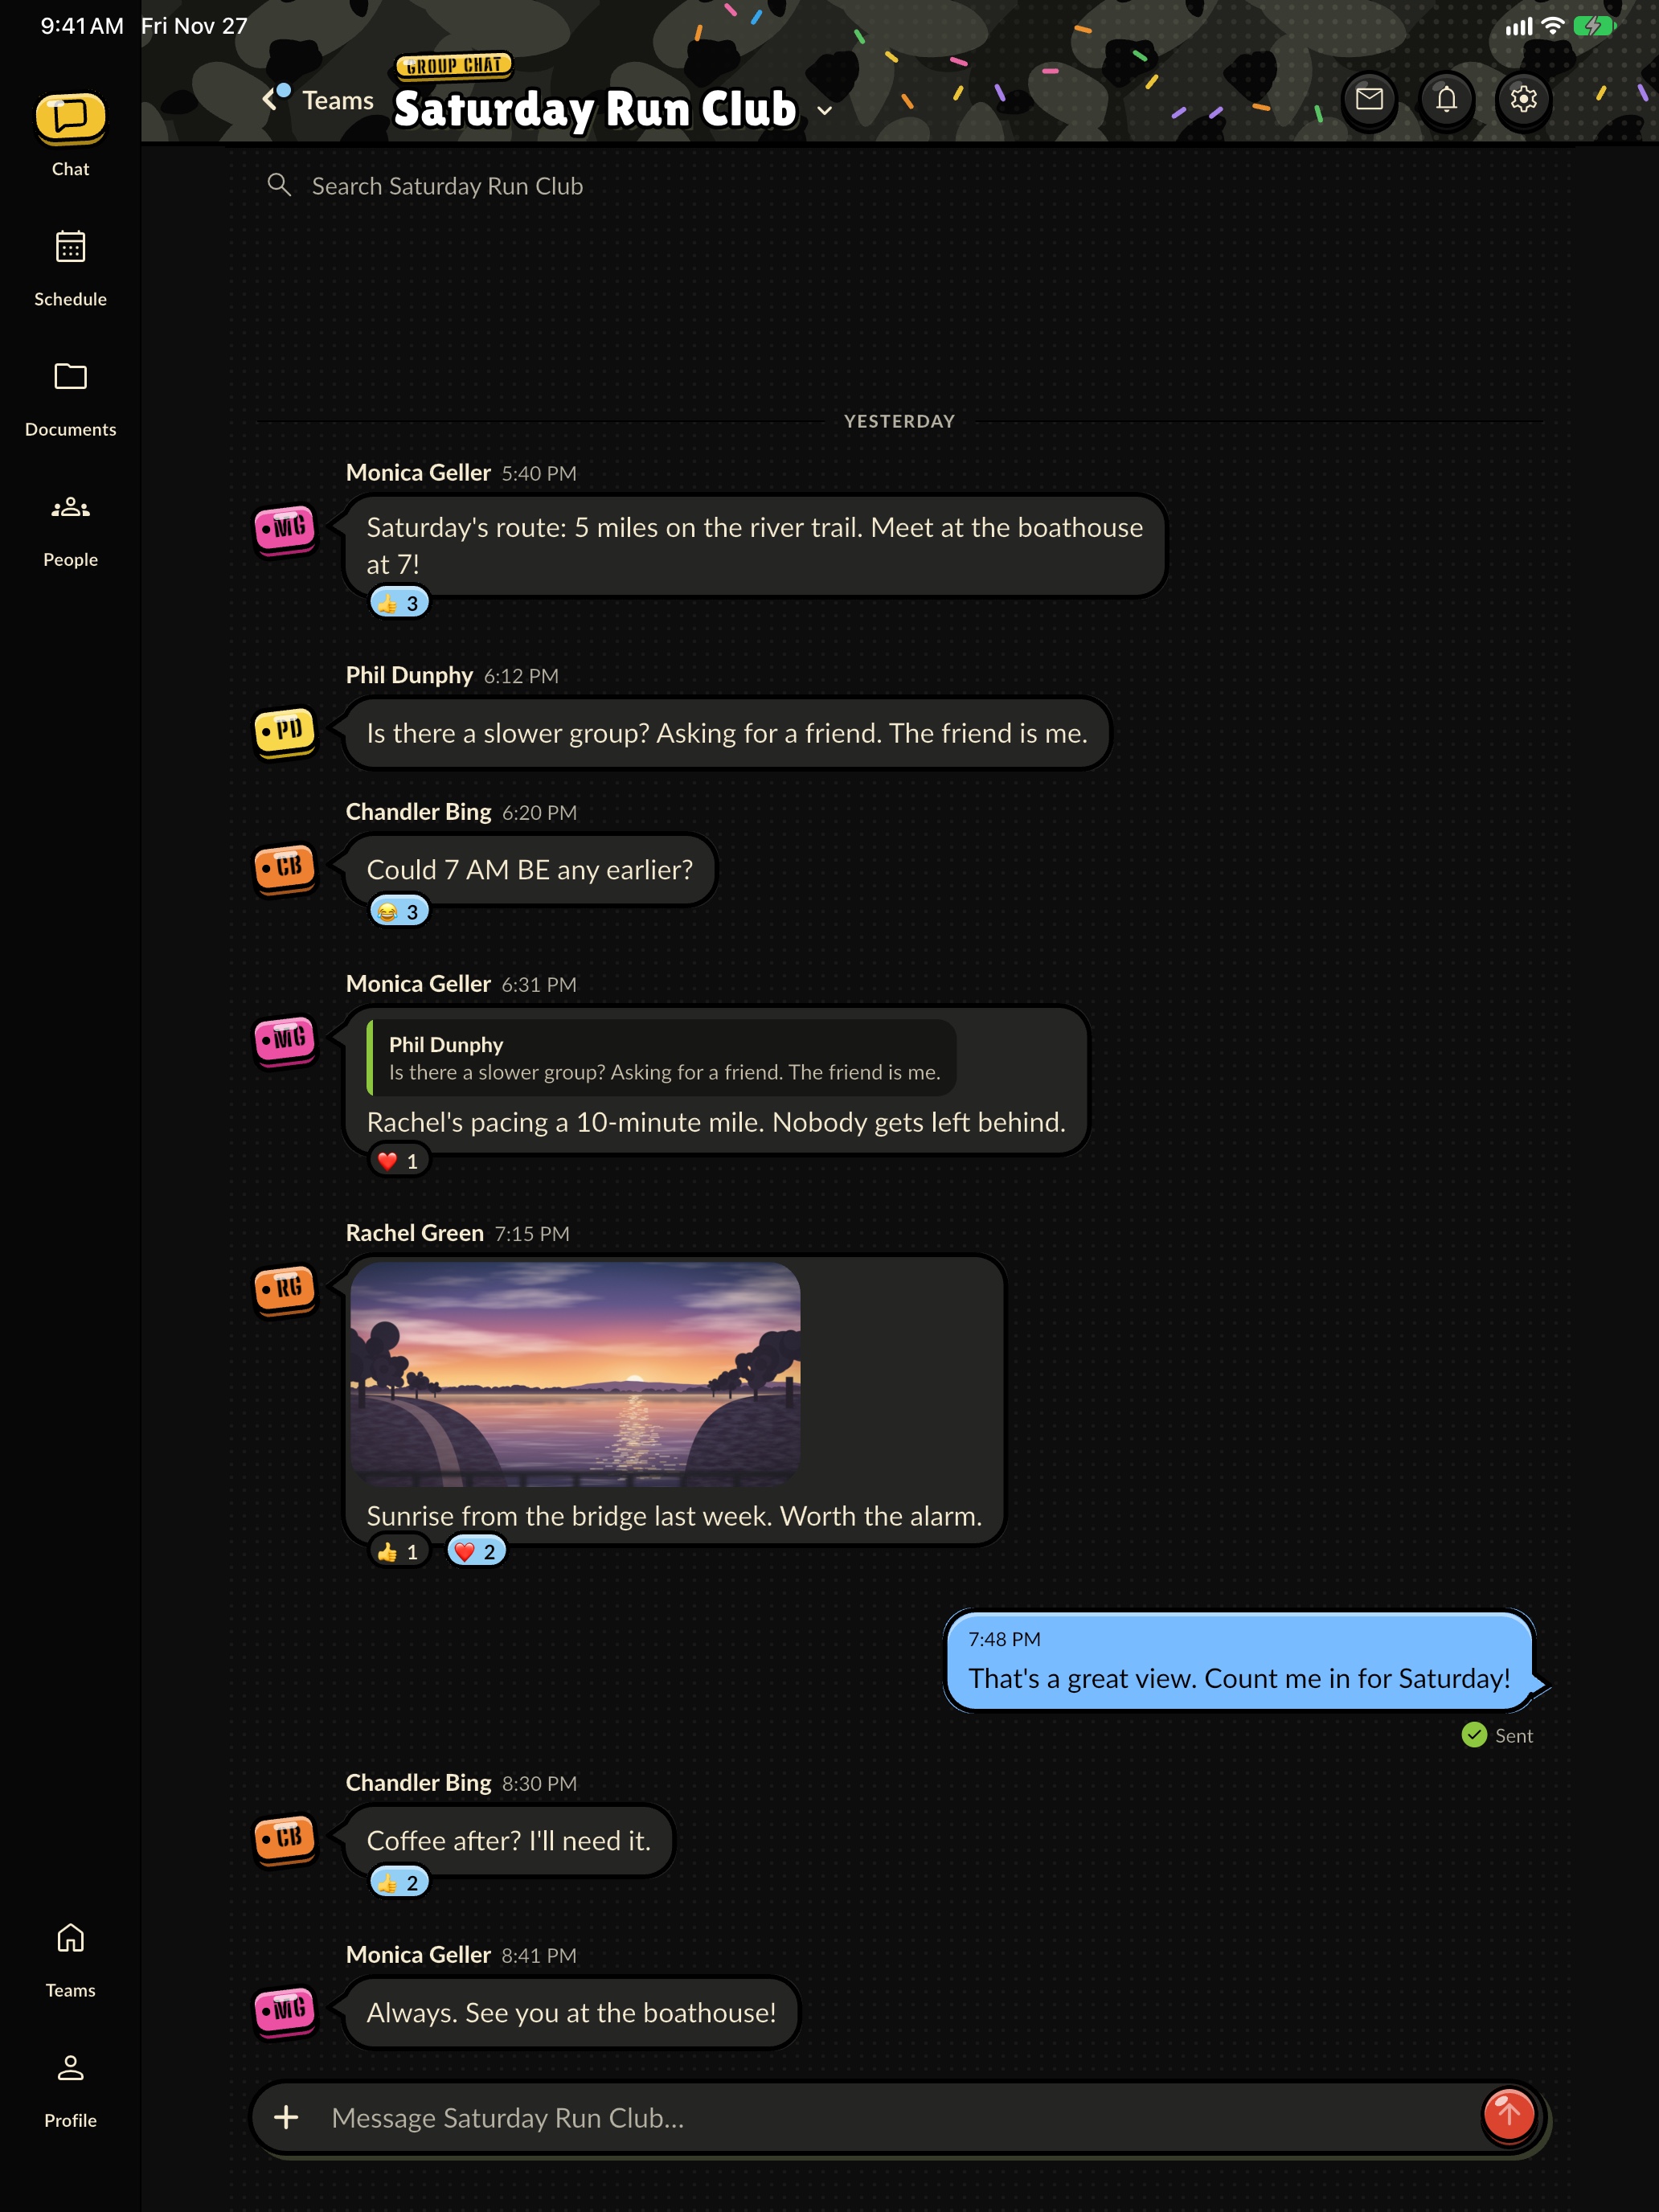 9:41 AM Fri Nov 27
GROUP CHAT
Teams
Saturday Run Club
Chat
Schedule
Documents
People
Teams
Profile
Search Saturday Run Club
YESTERDAY
Monica Geller 5:40 PM
MG
Saturday's route: 5 miles on the river trail. Meet at the boathouse
at 7!
👍 3
Phil Dunphy 6:12 PM
PD
Is there a slower group? Asking for a friend. The friend is me.
Chandler Bing 6:20 PM
CB
Could 7 AM BE any earlier?
😂 3
Monica Geller 6:31 PM
MG
Phil Dunphy
Is there a slower group? Asking for a friend. The friend is me.
Rachel's pacing a 10-minute mile. Nobody gets left behind.
❤️ 1
Rachel Green 7:15 PM
RG
Sunrise from the bridge last week. Worth the alarm.
👍 1 ❤️ 2
7:48 PM
That's a great view. Count me in for Saturday!
Sent
Chandler Bing 8:30 PM
CB
Coffee after? I'll need it.
👍 2
Monica Geller 8:41 PM
MG
Always. See you at the boathouse!
Message Saturday Run Club...